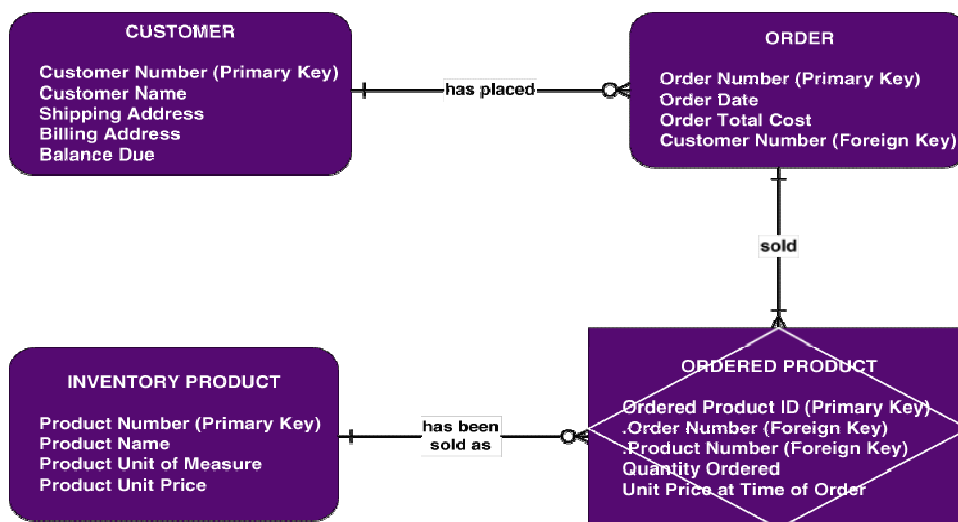 CUSTOMER
Customer Number (Primary Key)
Customer Name
Shipping Address
Billing Address
Balance Due
has placed
ORDER
Order Number (Primary Key)
Order Date
Order Total Cost
Customer Number (Foreign Key)
sold
INVENTORY PRODUCT
Product Number (Primary Key)
Product Name
Product Unit of Measure
Product Unit Price
has been
sold as
ORDERED PRODUCT
Ordered Product ID (Primary Key)
.Order Number (Foreign Key)
.Product Number (Foreign Key)
Quantity Ordered
Unit Price at Time of Order